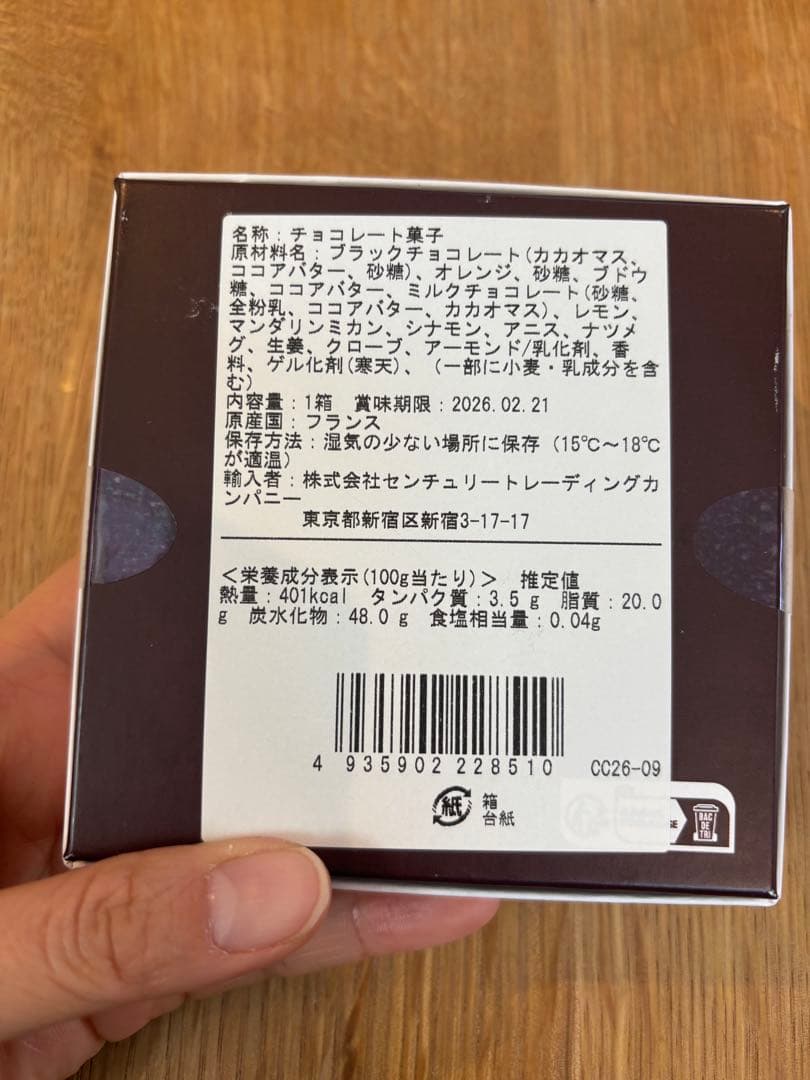 名称：チョコレート菓子
原材料名：ブラックチョコレート(カカオマス、
ココアバター、砂糖)、オレンジ、砂糖、ブドウ
糖、ココアバター、ミルクチョコレート(砂糖、
全粉乳、ココアバター、カカオマス)、レモン、
マンダリンミカン、シナモン、アニス、ナツメ
グ、生姜、クローブ、アーモンド/乳化剤、香
料、ゲル化剤(寒天)、（一部に小麦・乳成分を含
む)
内容量：1箱　賞味期限：2026.02.21
原産国：フランス
保存方法：湿気の少ない場所に保存（15℃〜18℃
が適温）
輸入者：株式会社センチュリートレーディングカ
ンパニー
東京都新宿区新宿3-17-17
＜栄養成分表示(100g当たり)＞　推定値
熱量：401kcal　タンパク質：3.5ｇ　脂質：20.0
ｇ　炭水化物：48.0ｇ　食塩相当量：0.04g
4 935902 228510　CC26-09
紙 箱
台紙
BAC
DE
TRI